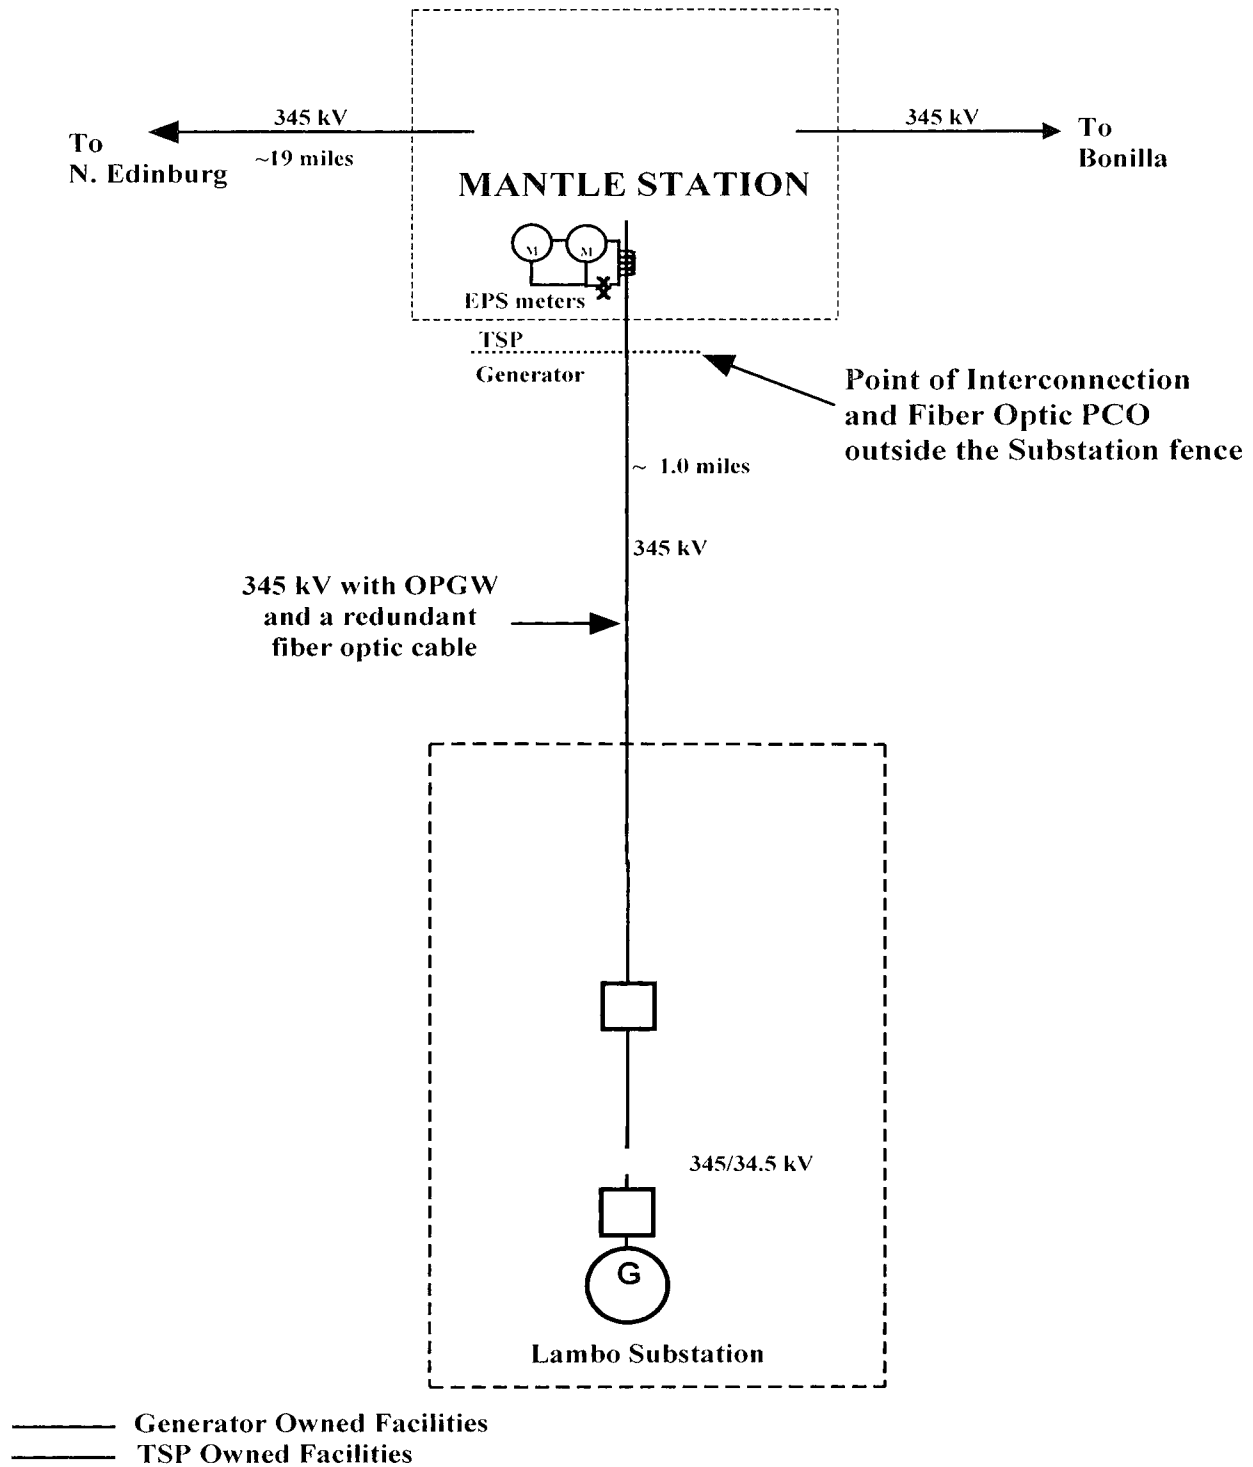 345 kV
345 kV
To
N. Edinburg
~19 miles
To
Bonilla
MANTLE STATION
M M
EPS meters
TSP
Generator
Point of Interconnection
and Fiber Optic PCO
outside the Substation fence
~ 1.0 miles
345 kV
345 kV with OPGW
and a redundant
fiber optic cable
345/34.5 kV
G
Lambo Substation
Generator Owned Facilities
TSP Owned Facilities